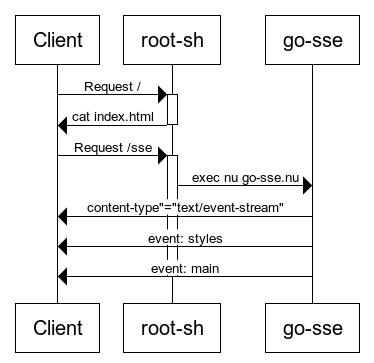 Client
root-sh
go-sse
Request /
cat index.html
Request /sse
exec nu go-sse.nu
content-type"="text/event-stream"
event: styles
event: main
Client
root-sh
go-sse